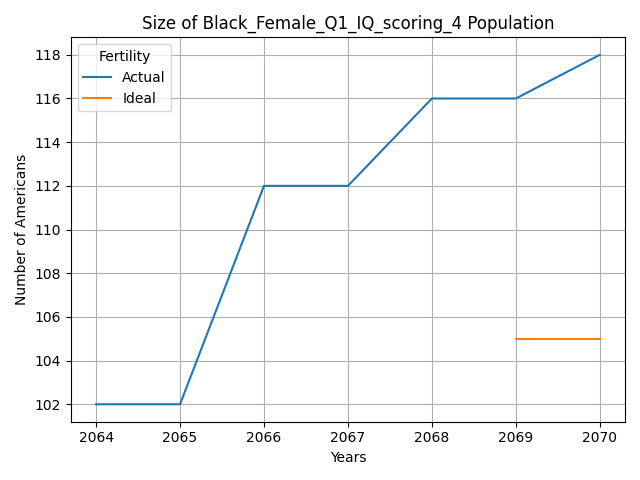 Size of Black_Female_Q1_IQ_scoring_4 Population
Fertility
Actual
Ideal
Number of Americans
118
116
114
112
110
108
106
104
102
2064 2065 2066 2067 2068 2069 2070
Years